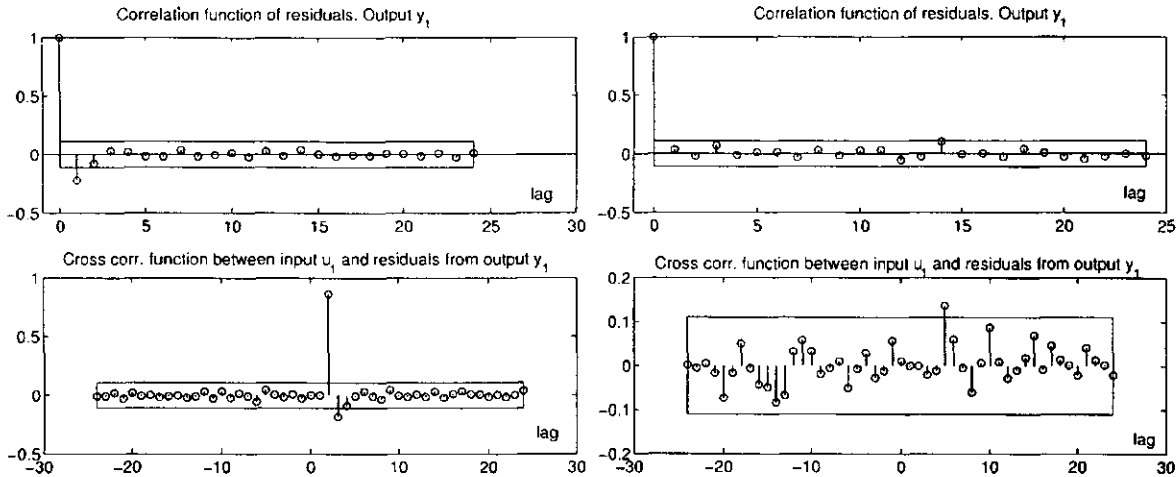 Correlation function of residuals. Output y1
1
0.5
0
-0.5
lag
0 5 10 15 20 25 30
Correlation function of residuals. Output y1
1
0.5
0
-0.5
lag
0 5 10 15 20 25
Cross corr. function between input u1 and residuals from output y1
1
0.5
0
-0.5
lag
-30 -20 -10 0 10 20 30
Cross corr. function between input u1 and residuals from output y1
0.2
0.1
0
-0.1
-0.2
lag
-30 -20 -10 0 10 20 30